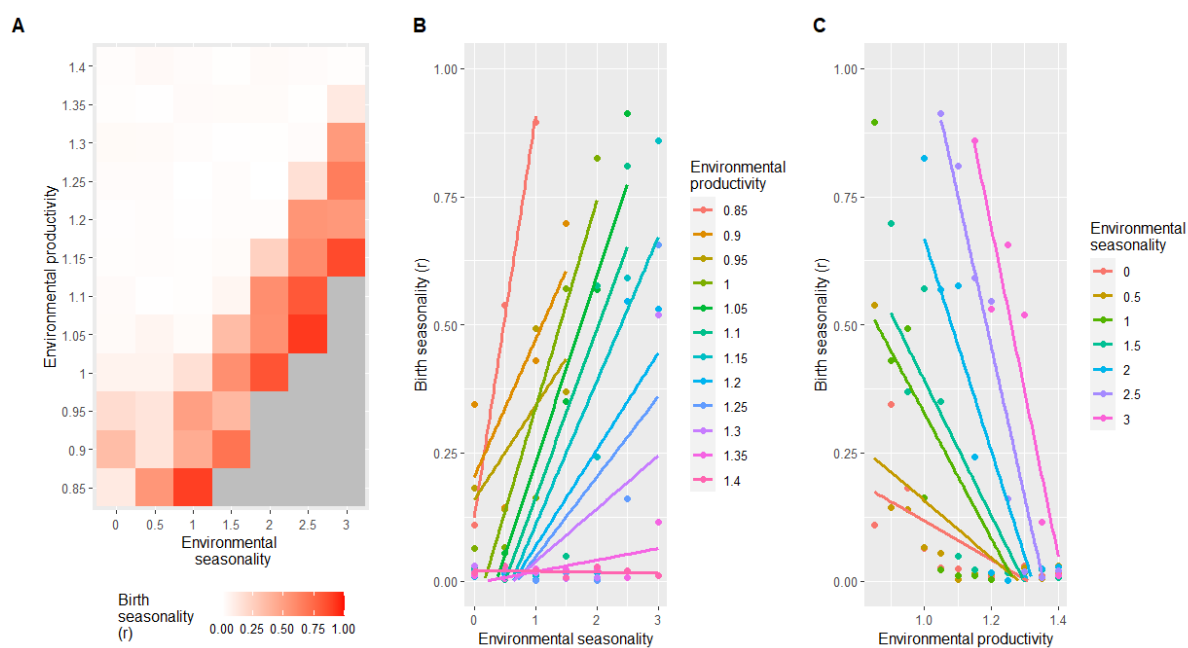 A
Environmental productivity
1.4
1.35
1.3
1.25
1.2
1.15
1.1
1.05
1
0.95
0.9
0.85
0 0.5 1 1.5 2 2.5 3
Environmental
seasonality
Birth
seasonality
(r)
0.00 0.25 0.50 0.75 1.00
B
Birth seasonality (r)
1.00
0.75
0.50
0.25
0.00
0 1 2 3
Environmental seasonality
Environmental
productivity
0.85
0.9
0.95
1
1.05
1.1
1.15
1.2
1.25
1.3
1.35
1.4
C
Birth seasonality (r)
1.00
0.75
0.50
0.25
0.00
1.0 1.2 1.4
Environmental productivity
Environmental
seasonality
0
0.5
1
1.5
2
2.5
3